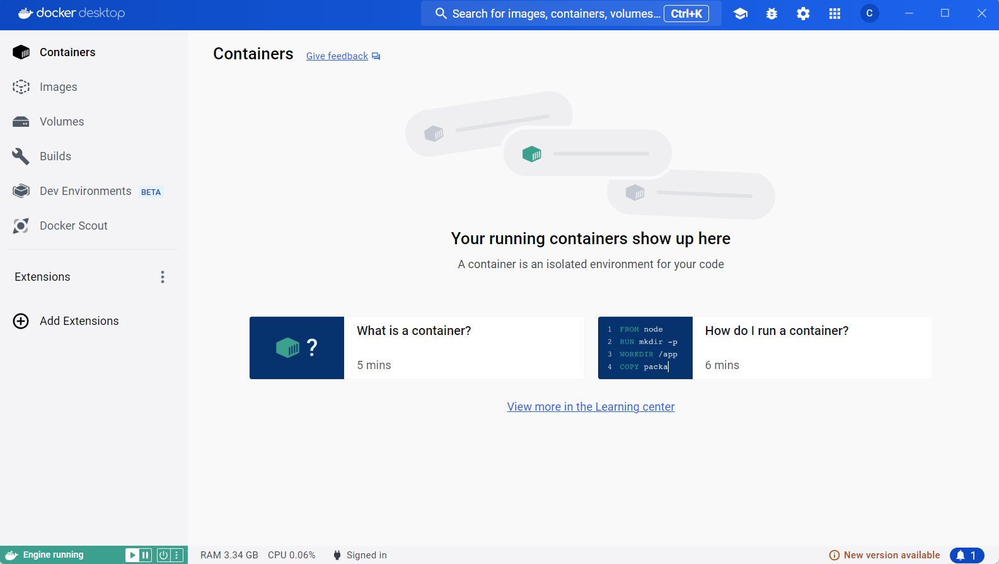 docker desktop
Search for images, containers, volumes... Ctrl+K
C
Containers
Images
Volumes
Builds
Dev Environments BETA
Docker Scout
Extensions
Add Extensions
Containers Give feedback
Your running containers show up here
A container is an isolated environment for your code
?
What is a container?
5 mins
1 FROM node
2 RUN mkdir -p
3 WORKDIR /app
4 COPY packa
How do I run a container?
6 mins
View more in the Learning center
Engine running
RAM 3.34 GB CPU 0.06% Signed in
New version available 1